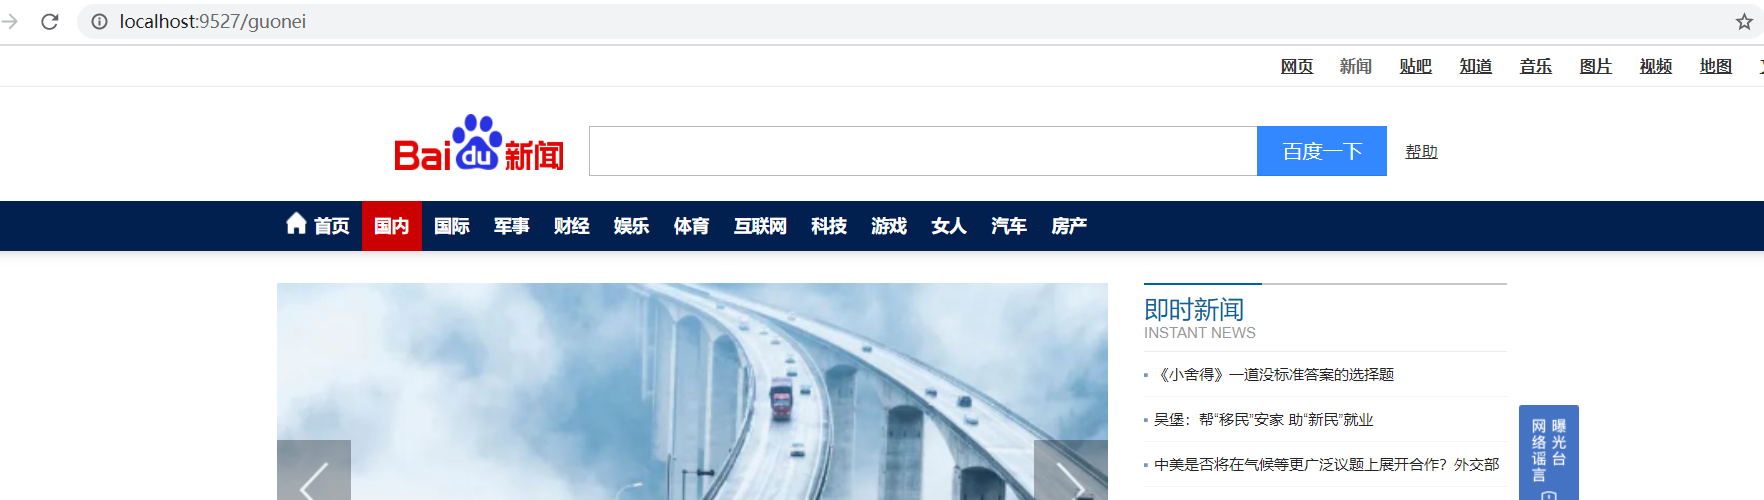 localhost:9527/guonei
网页 新闻 贴吧 知道 音乐 图片 视频 地图
Bai du 新闻 百度一下 帮助
首页 国内 国际 军事 财经 娱乐 体育 互联网 科技 游戏 女人 汽车 房产
即时新闻
INSTANT NEWS
《小舍得》一道没标准答案的选择题
吴堡：帮“移民”安家 助“新民”就业
中美是否将在气候等更广泛议题上展开合作？外交部
网络谣言
曝光台